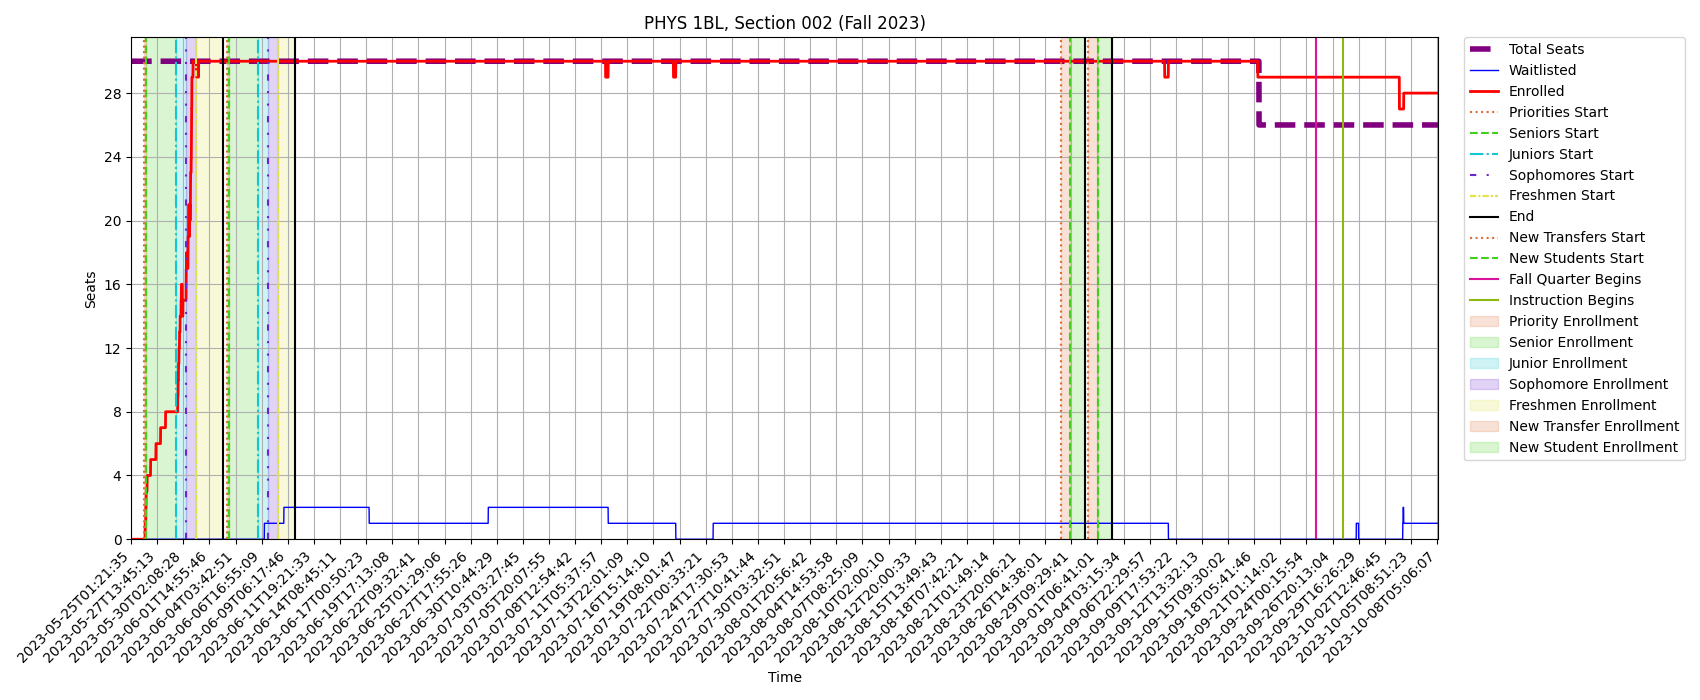 PHYS 1BL, Section 002 (Fall 2023)
Seats
28
24
20
16
12
8
4
0
2023-05-25T01:21:35
2023-05-27T13:45:13
2023-05-30T02:08:28
2023-06-01T14:55:46
2023-06-04T03:42:51
2023-06-06T16:55:09
2023-06-09T06:17:46
2023-06-11T19:21:33
2023-06-14T08:45:11
2023-06-17T00:50:23
2023-06-19T17:13:08
2023-06-22T09:32:41
2023-06-25T01:29:06
2023-06-27T17:55:26
2023-06-30T10:44:29
2023-07-03T03:27:45
2023-07-05T20:07:55
2023-07-08T12:54:42
2023-07-11T05:37:57
2023-07-13T22:01:09
2023-07-16T15:14:10
2023-07-19T08:01:47
2023-07-22T00:33:21
2023-07-24T17:30:53
2023-07-27T10:41:44
2023-07-30T03:32:51
2023-08-01T20:56:42
2023-08-04T14:53:58
2023-08-07T08:25:09
2023-08-10T02:00:10
2023-08-12T20:00:33
2023-08-15T13:49:43
2023-08-18T07:42:21
2023-08-21T01:49:14
2023-08-23T20:06:21
2023-08-26T14:38:01
2023-08-29T09:29:41
2023-09-01T06:41:01
2023-09-04T03:15:34
2023-09-06T22:29:57
2023-09-09T17:53:22
2023-09-12T13:32:13
2023-09-15T09:30:02
2023-09-18T05:41:46
2023-09-21T01:14:02
2023-09-24T00:15:54
2023-09-26T20:13:04
2023-09-29T16:26:29
2023-10-02T12:46:45
2023-10-05T08:51:23
2023-10-08T05:06:07
Time
Total Seats
Waitlisted
Enrolled
Priorities Start
Seniors Start
Juniors Start
Sophomores Start
Freshmen Start
End
New Transfers Start
New Students Start
Fall Quarter Begins
Instruction Begins
Priority Enrollment
Senior Enrollment
Junior Enrollment
Sophomore Enrollment
Freshmen Enrollment
New Transfer Enrollment
New Student Enrollment